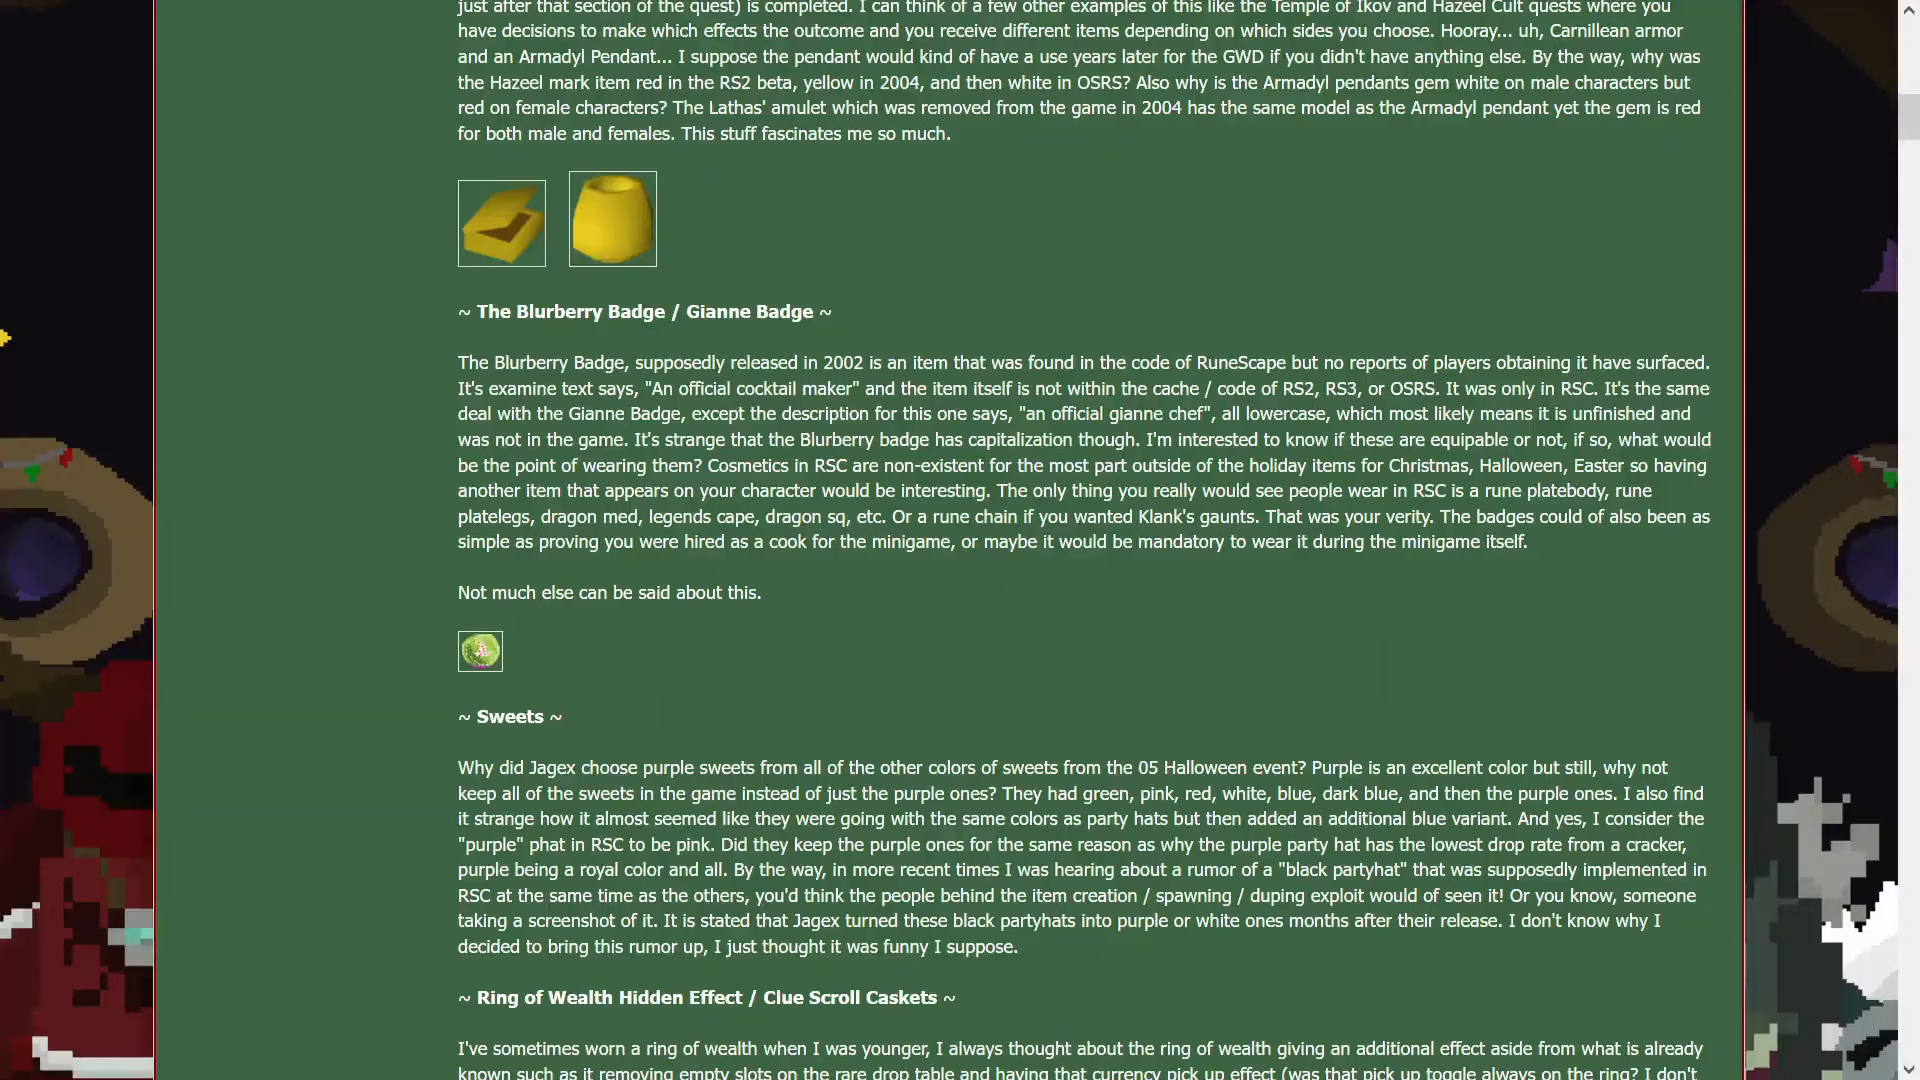 just after that section of the quest) is completed. I can think of a few other examples of this like the Temple of Ikov and Hazeel Cult quests where you
have decisions to make which effects the outcome and you receive different items depending on which sides you choose. Hooray... uh, Carnillean armor
and an Armadyl Pendant... I suppose the pendant would kind of have a use years later for the GWD if you didn't have anything else. By the way, why was
the Hazeel mark item red in the RS2 beta, yellow in 2004, and then white in OSRS? Also why is the Armadyl pendants gem white on male characters but
red on female characters? The Lathas' amulet which was removed from the game in 2004 has the same model as the Armadyl pendant yet the gem is red
for both male and females. This stuff fascinates me so much.
~ The Blurberry Badge / Gianne Badge ~
The Blurberry Badge, supposedly released in 2002 is an item that was found in the code of RuneScape but no reports of players obtaining it have surfaced.
It's examine text says, "An official cocktail maker" and the item itself is not within the cache / code of RS2, RS3, or OSRS. It was only in RSC. It's the same
deal with the Gianne Badge, except the description for this one says, "an official gianne chef", all lowercase, which most likely means it is unfinished and
was not in the game. It's strange that the Blurberry badge has capitalization though. I'm interested to know if these are equipable or not, if so, what would
be the point of wearing them? Cosmetics in RSC are non-existent for the most part outside of the holiday items for Christmas, Halloween, Easter so having
another item that appears on your character would be interesting. The only thing you really would see people wear in RSC is a rune platebody, rune
platelegs, dragon med, legends cape, dragon sq, etc. Or a rune chain if you wanted Klank's gaunts. That was your verity. The badges could of also been as
simple as proving you were hired as a cook for the minigame, or maybe it would be mandatory to wear it during the minigame itself.
Not much else can be said about this.
~ Sweets ~
Why did Jagex choose purple sweets from all of the other colors of sweets from the 05 Halloween event? Purple is an excellent color but still, why not
keep all of the sweets in the game instead of just the purple ones? They had green, pink, red, white, blue, dark blue, and then the purple ones. I also find
it strange how it almost seemed like they were going with the same colors as party hats but then added an additional blue variant. And yes, I consider the
"purple" phat in RSC to be pink. Did they keep the purple ones for the same reason as why the purple party hat has the lowest drop rate from a cracker,
purple being a royal color and all. By the way, in more recent times I was hearing about a rumor of a "black partyhat" that was supposedly implemented in
RSC at the same time as the others, you'd think the people behind the item creation / spawning / duping exploit would of seen it! Or you know, someone
taking a screenshot of it. It is stated that Jagex turned these black partyhats into purple or white ones months after their release. I don't know why I
decided to bring this rumor up, I just thought it was funny I suppose.
~ Ring of Wealth Hidden Effect / Clue Scroll Caskets ~
I've sometimes worn a ring of wealth when I was younger, I always thought about the ring of wealth giving an additional effect aside from what is already
known such as it removing empty slots on the rare drop table and having that currency pick up effect (was that pick up toggle always on the ring? I don't